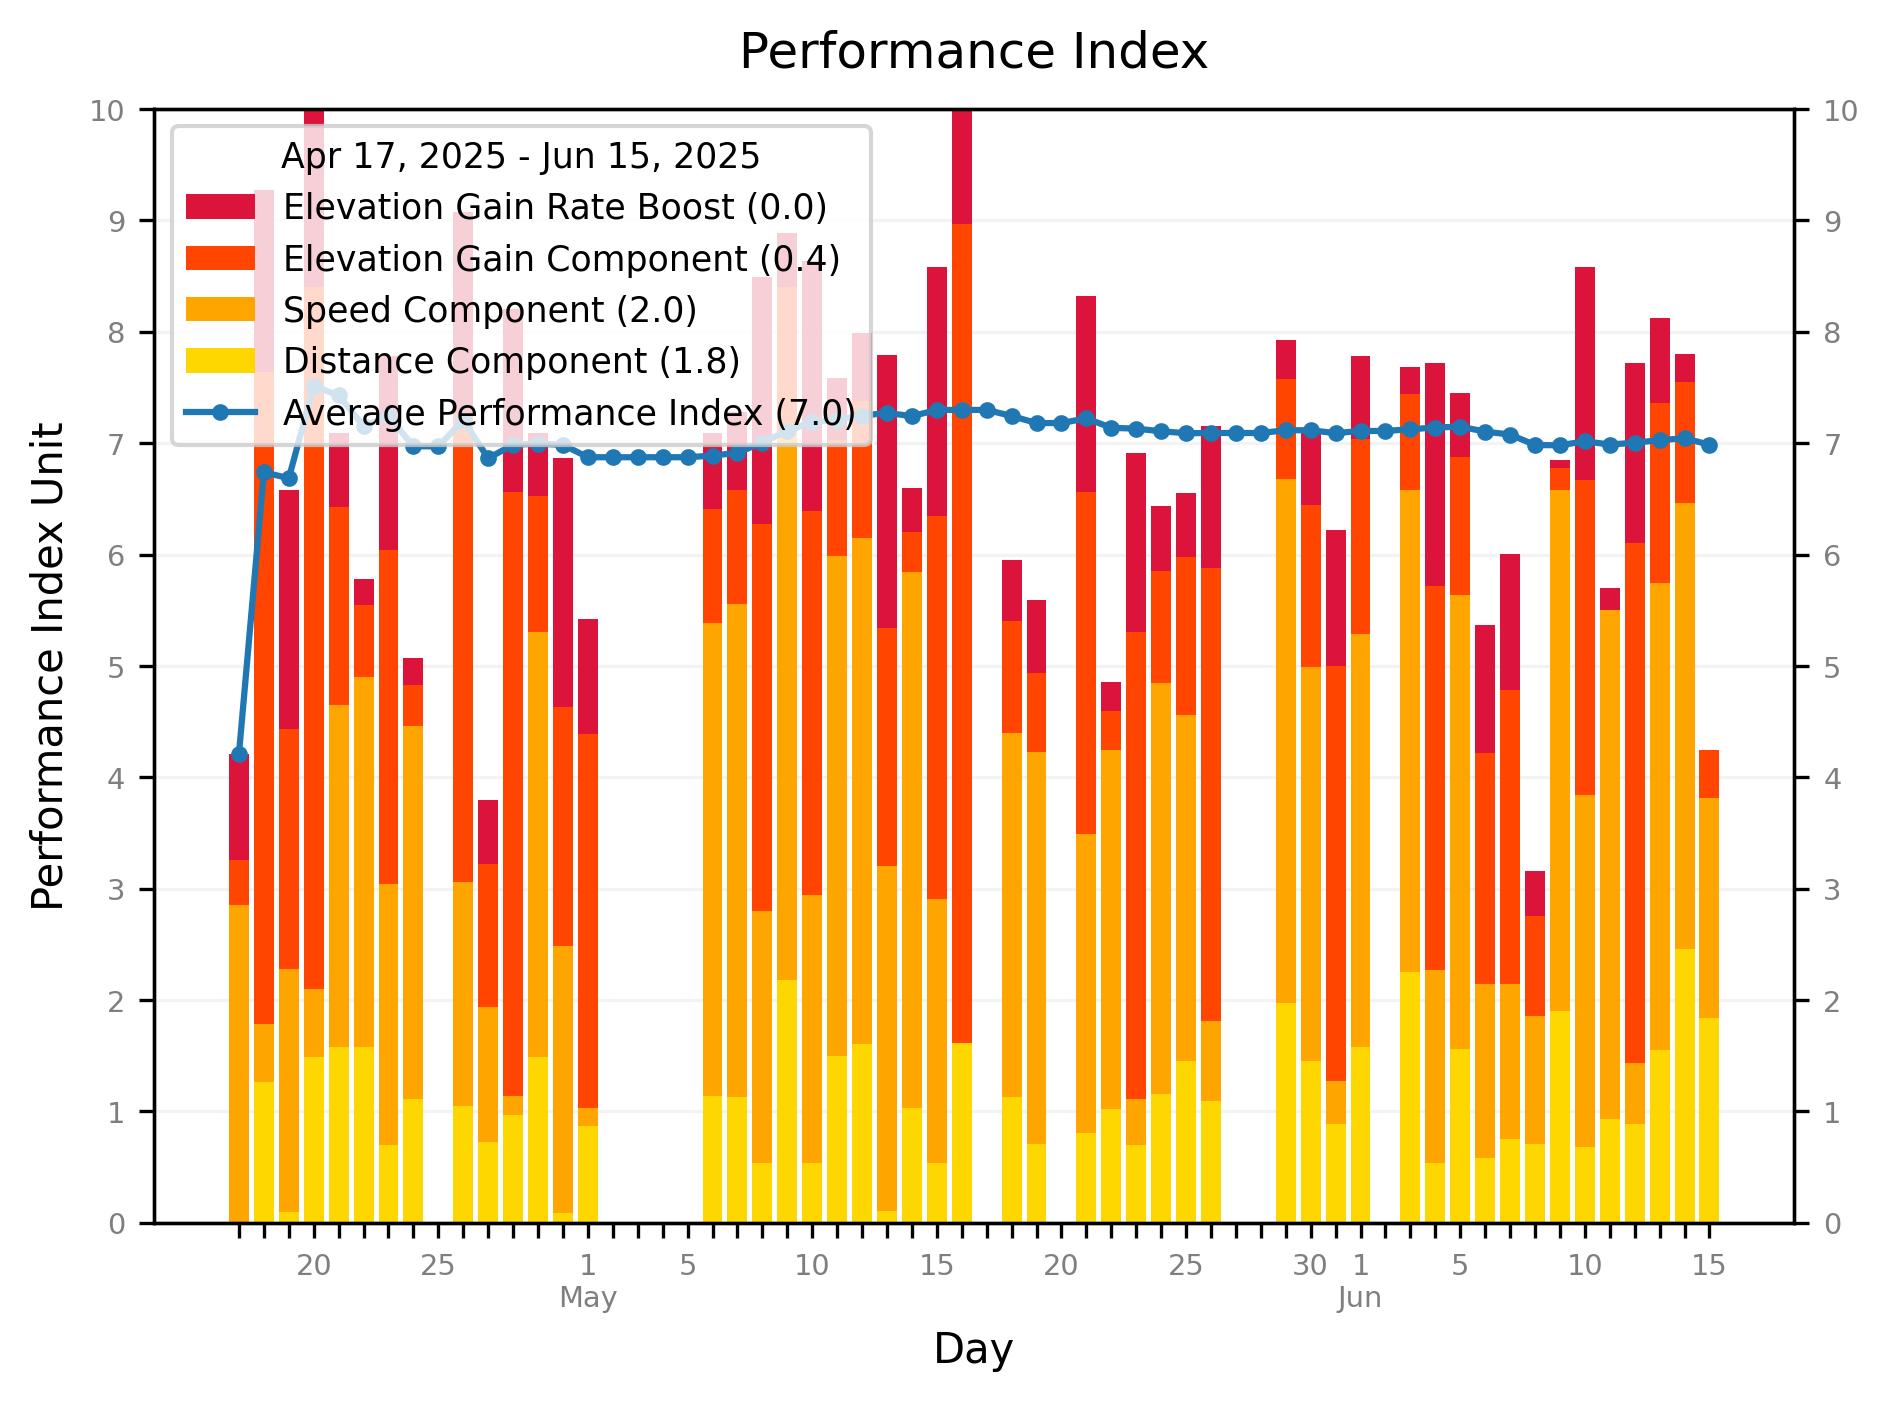 Performance Index
Apr 17, 2025 - Jun 15, 2025
Elevation Gain Rate Boost (0.0)
Elevation Gain Component (0.4)
Speed Component (2.0)
Distance Component (1.8)
Average Performance Index (7.0)
Performance Index Unit
10 10
9 9
8 8
7 7
6 6
5 5
4 4
3 3
2 2
1 1
0 0
20 25 1 5 10 15 20 25 30 1 5 10 15
May Jun
Day